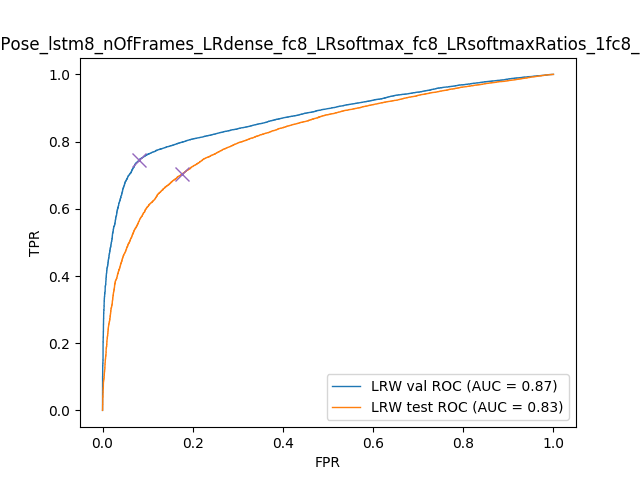 Pose_lstm8_nOfFrames_LRdense_fc8_LRsoftmax_fc8_LRsoftmaxRatios_1fc8_
1.0
0.8
0.6
0.4
0.2
0.0
TPR
0.0 0.2 0.4 0.6 0.8 1.0
FPR
LRW val ROC (AUC = 0.87)
LRW test ROC (AUC = 0.83)